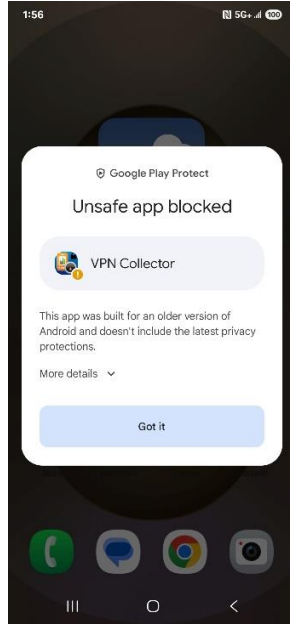 1:56
5G+
100
Google Play Protect
Unsafe app blocked
VPN Collector
This app was built for an older version of
Android and doesn't include the latest privacy
protections.
More details
Got it